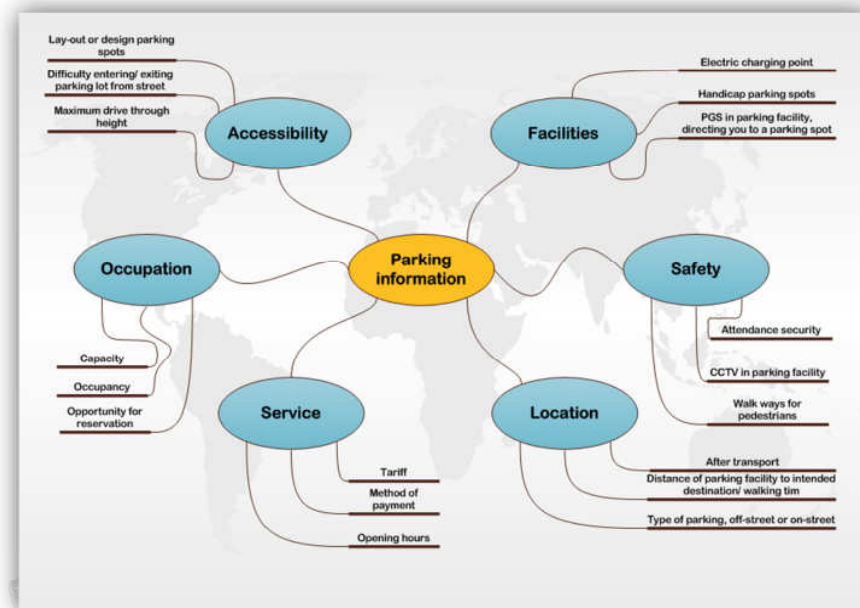 Lay-out or design parking
spots
Difficulty entering/ exiting
parking lot from street
Maximum drive through
height
Accessibility
Electric charging point
Handicap parking spots
PGS in parking facility,
directing you to a parking spot
Facilities
Parking
information
Occupation
Capacity
Occupancy
Opportunity for
reservation
Safety
Attendance security
CCTV in parking facility
Walk ways for
pedestrians
Service
Tariff
Method of
payment
Opening hours
Location
After transport
Distance of parking facility to intended
destination/ walking tim
Type of parking, off-street or on-street